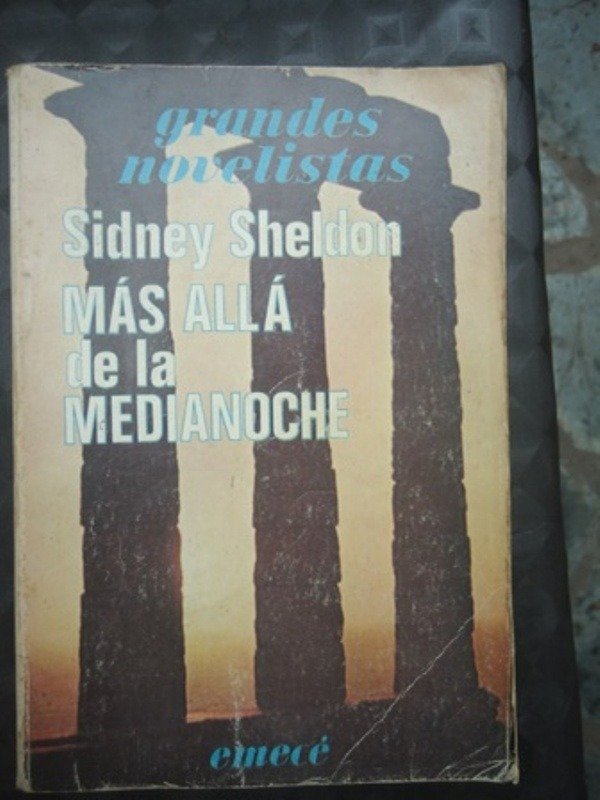 grandes
novelistas
Sidney Sheldon
MÁS ALLÁ
de la
MEDIANOCHE
emecé